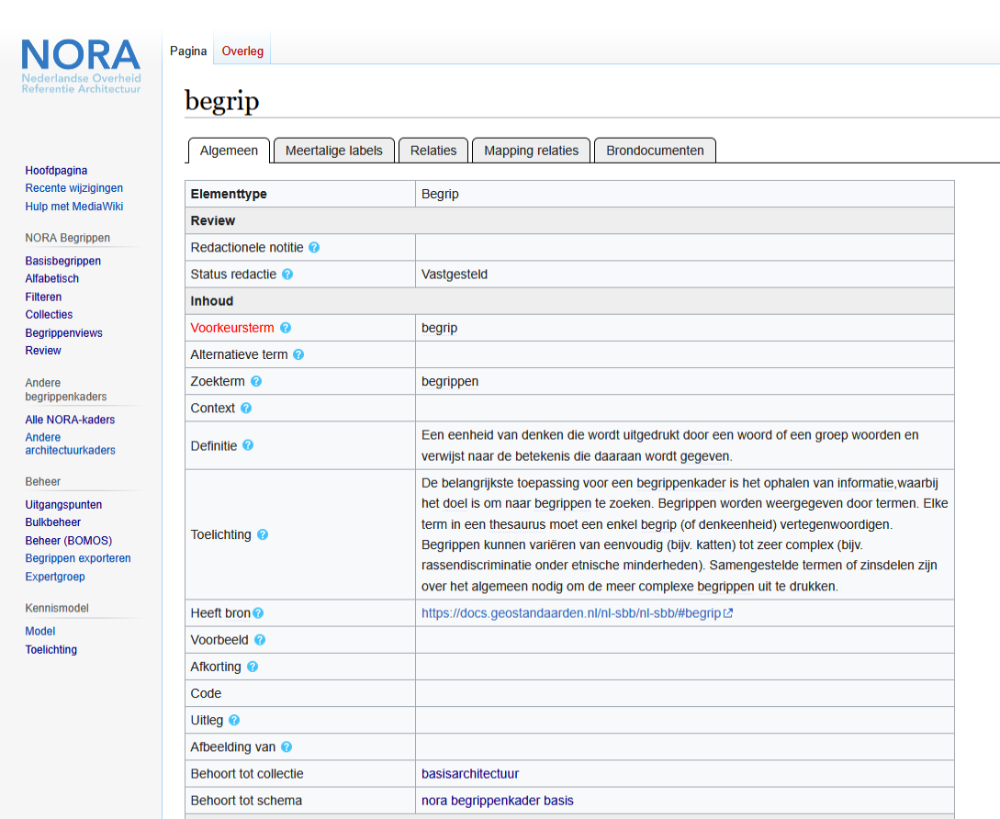 NORA
Nederlandse Overheid
Referentie Architectuur
Hoofdpagina
Recente wijzigingen
Hulp met MediaWiki
NORA Begrippen
Basisbegrippen
Alfabetisch
Filteren
Collecties
Begrippenviews
Review
Andere
begrippenkaders
Alle NORA-kaders
Andere
architectuurkaders
Beheer
Uitgangspunten
Bulkbeheer
Beheer (BOMOS)
Begrippen exporteren
Expertgroep
Kennismodel
Model
Toelichting
Pagina Overleg
begrip
Algemeen Meertalige labels Relaties Mapping relaties Brondocumenten
Elementtype Begrip
Review
Redactionele notitie ?
Status redactie ? Vastgesteld
Inhoud
Voorkeursterm ? begrip
Alternatieve term ?
Zoekterm ? begrippen
Context ?
Definitie ? Een eenheid van denken die wordt uitgedrukt door een woord of een groep woorden en
verwijst naar de betekenis die daaraan wordt gegeven.
Toelichting ? De belangrijkste toepassing voor een begrippenkader is het ophalen van informatie,waarbij
het doel is om naar begrippen te zoeken. Begrippen worden weergegeven door termen. Elke
term in een thesaurus moet een enkel begrip (of denkeenheid) vertegenwoordigen.
Begrippen kunnen variëren van eenvoudig (bijv. katten) tot zeer complex (bijv.
rassendiscriminatie onder etnische minderheden). Samengestelde termen of zinsdelen zijn
over het algemeen nodig om de meer complexe begrippen uit te drukken.
Heeft bron ? https://docs.geostandaarden.nl/nl-sbb/nl-sbb/#begrip
Voorbeeld ?
Afkorting ?
Code
Uitleg ?
Afbeelding van ?
Behoort tot collectie basisarchitectuur
Behoort tot schema nora begrippenkader basis